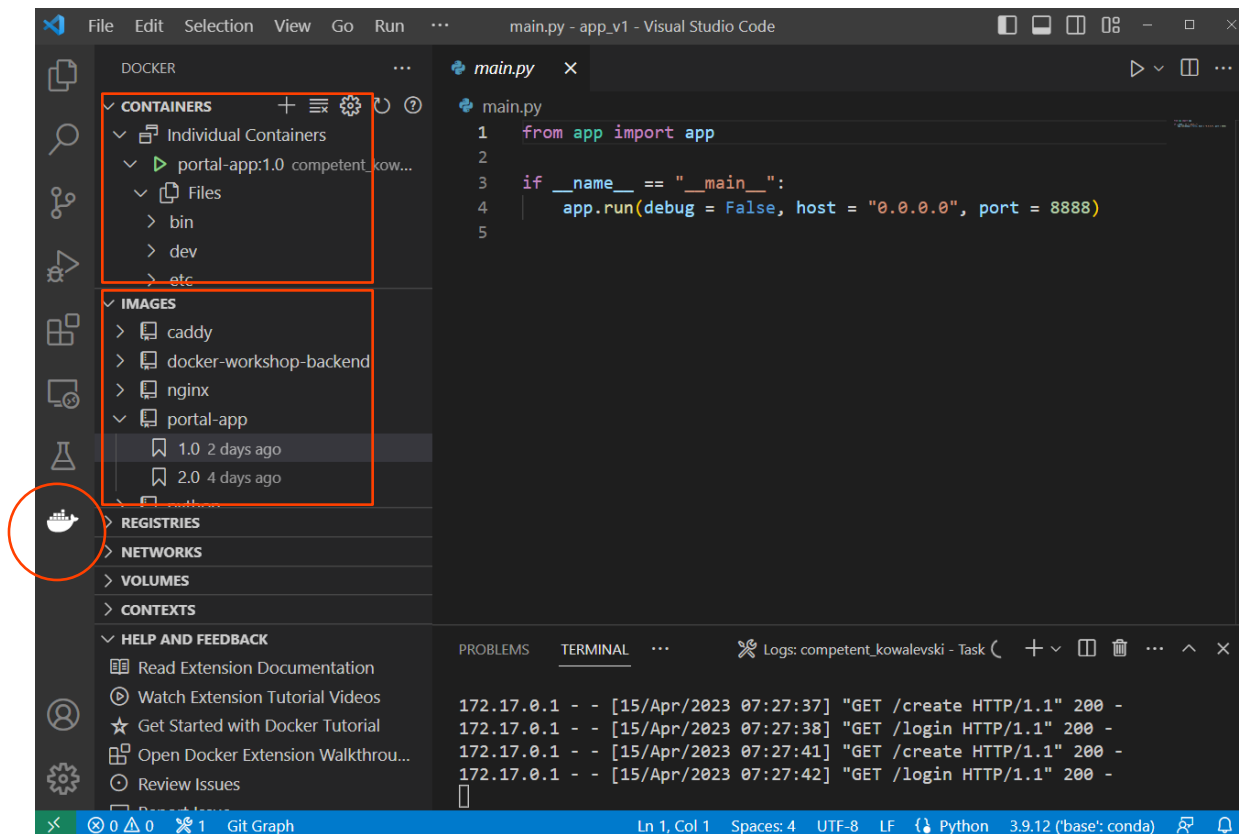 File Edit Selection View Go Run ··· main.py - app_v1 - Visual Studio Code
DOCKER ···
CONTAINERS
Individual Containers
portal-app:1.0 competent_kow...
Files
bin
dev
etc
IMAGES
caddy
docker-workshop-backend
nginx
portal-app
1.0 2 days ago
2.0 4 days ago
python
REGISTRIES
NETWORKS
VOLUMES
CONTEXTS
HELP AND FEEDBACK
Read Extension Documentation
Watch Extension Tutorial Videos
Get Started with Docker Tutorial
Open Docker Extension Walkthrou...
Review Issues
Report Issue
main.py
main.py
1 from app import app
2
3 if __name__ == "__main__":
4 app.run(debug = False, host = "0.0.0.0", port = 8888)
5
PROBLEMS TERMINAL ··· Logs: competent_kowalevski - Task
172.17.0.1 - - [15/Apr/2023 07:27:37] "GET /create HTTP/1.1" 200 -
172.17.0.1 - - [15/Apr/2023 07:27:38] "GET /login HTTP/1.1" 200 -
172.17.0.1 - - [15/Apr/2023 07:27:41] "GET /create HTTP/1.1" 200 -
172.17.0.1 - - [15/Apr/2023 07:27:42] "GET /login HTTP/1.1" 200 -
0 0 1 Git Graph Ln 1, Col 1 Spaces: 4 UTF-8 LF Python 3.9.12 ('base': conda)